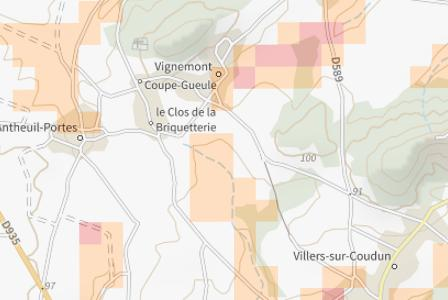 Vignemont
Coupe-Gueule
D589
le Clos de la
Briquetterie
Antheuil-Portes
100
91
D935
Villers-sur-Coudun
97